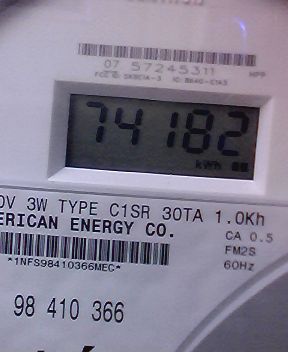 07 57245311
HPP
74182
kWh
0V 3W TYPE C1SR 30TA 1.0Kh
ERICAN ENERGY CO.
CA 0.5
FM2S
60Hz
*1NFS98410366MEC*
98 410 366